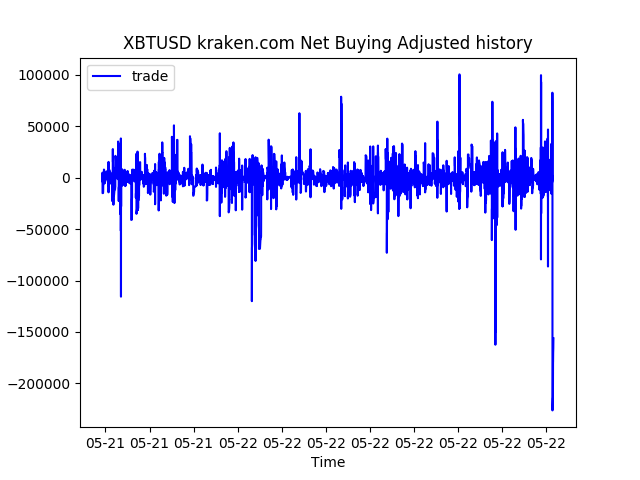 XBTUSD kraken.com Net Buying Adjusted history
trade
100000
50000
0
−50000
−100000
−150000
−200000
05-21 05-21 05-21 05-22 05-22 05-22 05-22 05-22 05-22 05-22 05-22
Time